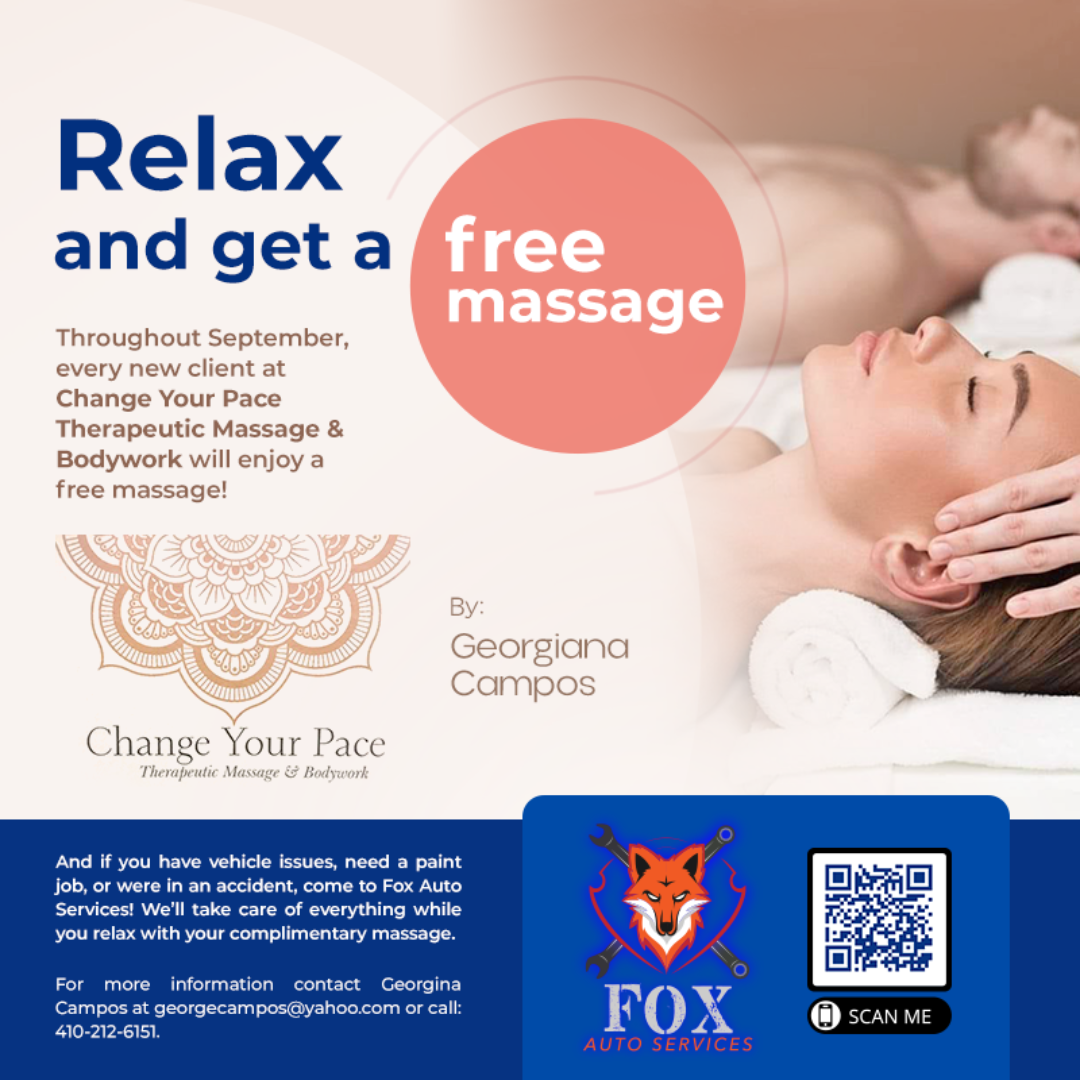 Relax
and get a
free
massage
Throughout September,
every new client at
Change Your Pace
Therapeutic Massage &
Bodywork will enjoy a
free massage!
Change Your Pace
Therapeutic Massage & Bodywork
By:
Georgiana
Campos
And if you have vehicle issues, need a paint
job, or were in an accident, come to Fox Auto
Services! We'll take care of everything while
you relax with your complimentary massage.
For more information contact Georgina
Campos at georgecampos@yahoo.com or call:
410-212-6151.
FOX
AUTO SERVICES
SCAN ME